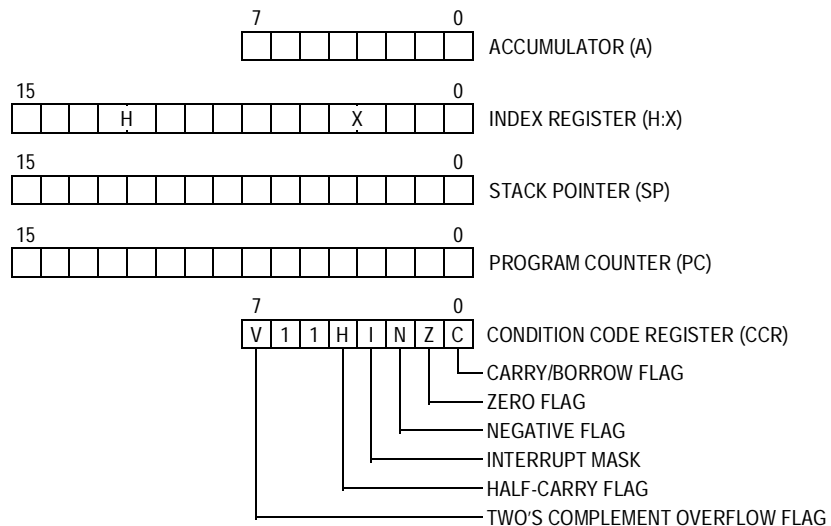 7 0
ACCUMULATOR (A)
15 0
H X INDEX REGISTER (H:X)
15 0
STACK POINTER (SP)
15 0
PROGRAM COUNTER (PC)
7 0
V 1 1 H I N Z C CONDITION CODE REGISTER (CCR)
CARRY/BORROW FLAG
ZERO FLAG
NEGATIVE FLAG
INTERRUPT MASK
HALF-CARRY FLAG
TWO'S COMPLEMENT OVERFLOW FLAG